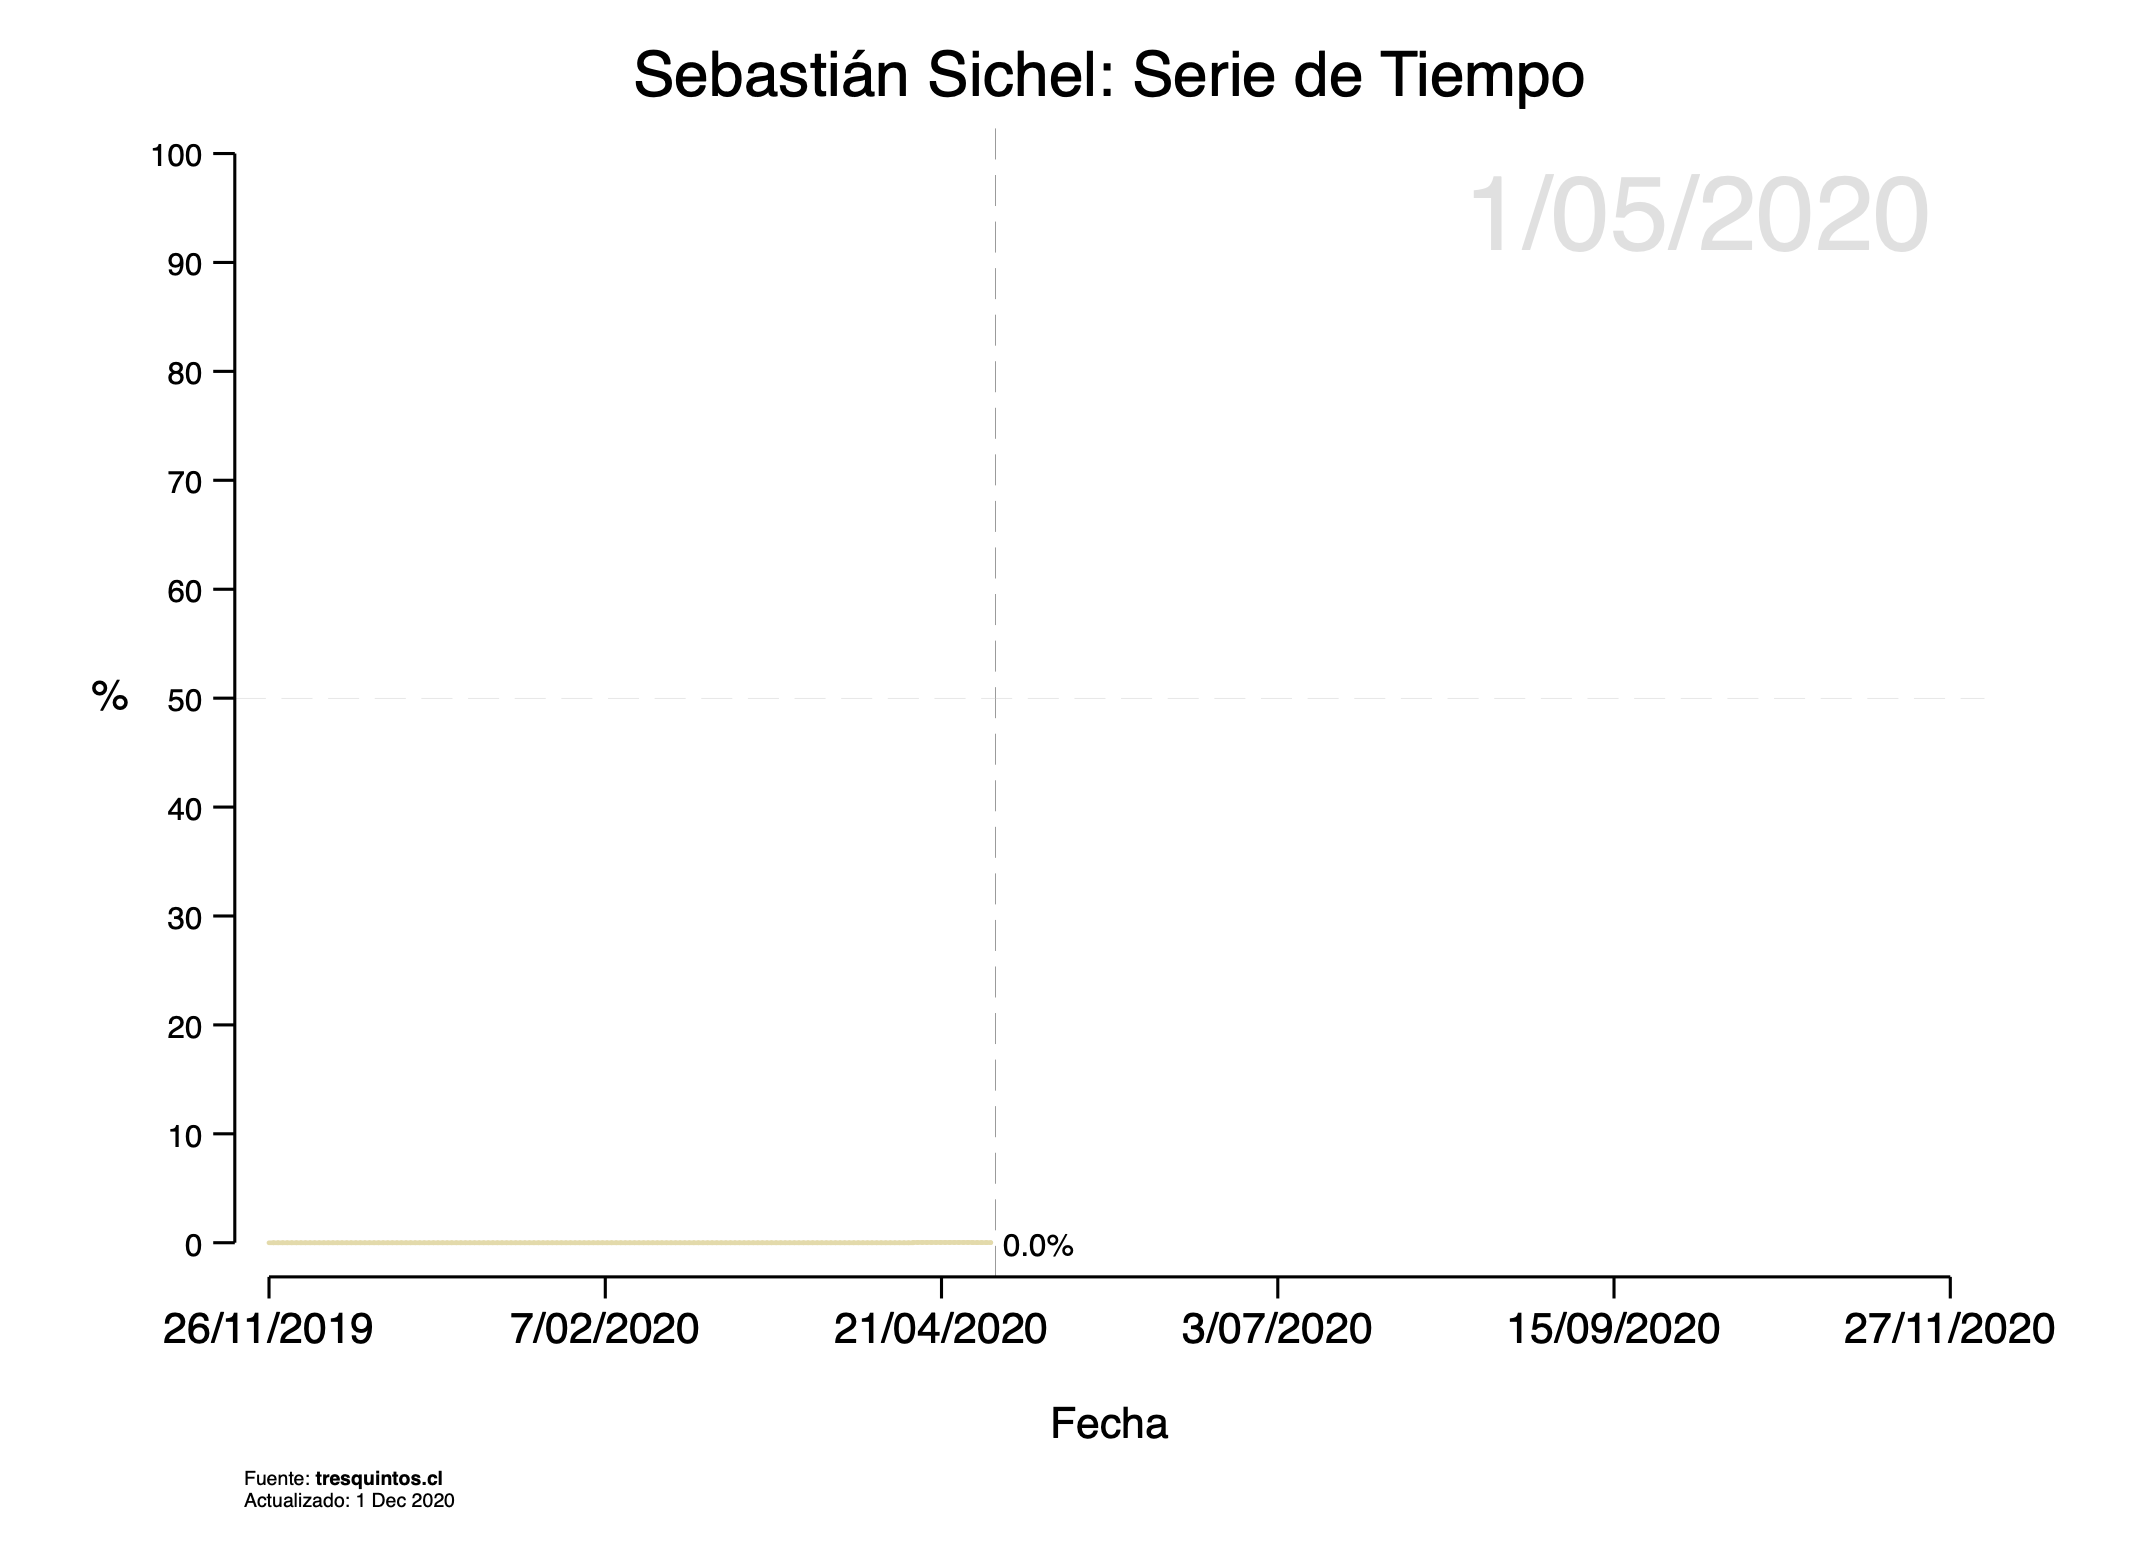 Sebastián Sichel: Serie de Tiempo
1/05/2020
100
90
80
70
60
%
50
40
30
20
10
0
0.0%
26/11/2019 7/02/2020 21/04/2020 3/07/2020 15/09/2020 27/11/2020
Fecha
Fuente: tresquintos.cl
Actualizado: 1 Dec 2020